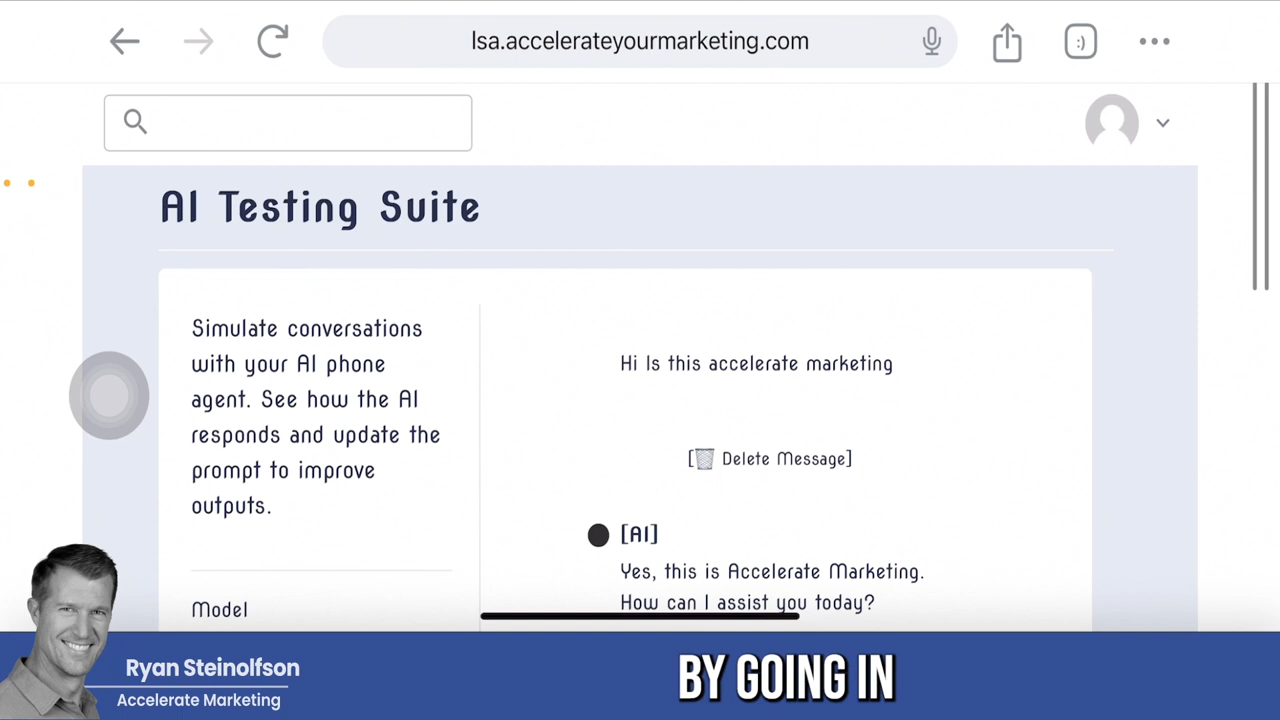 lsa.accelerateyourmarketing.com
:)
AI Testing Suite
Simulate conversations
with your AI phone
agent. See how the AI
responds and update the
prompt to improve
outputs.
Model
Hi Is this accelerate marketing
[🗑 Delete Message]
[AI]
Yes, this is Accelerate Marketing.
How can I assist you today?
Ryan Steinolfson
Accelerate Marketing
BY GOING IN